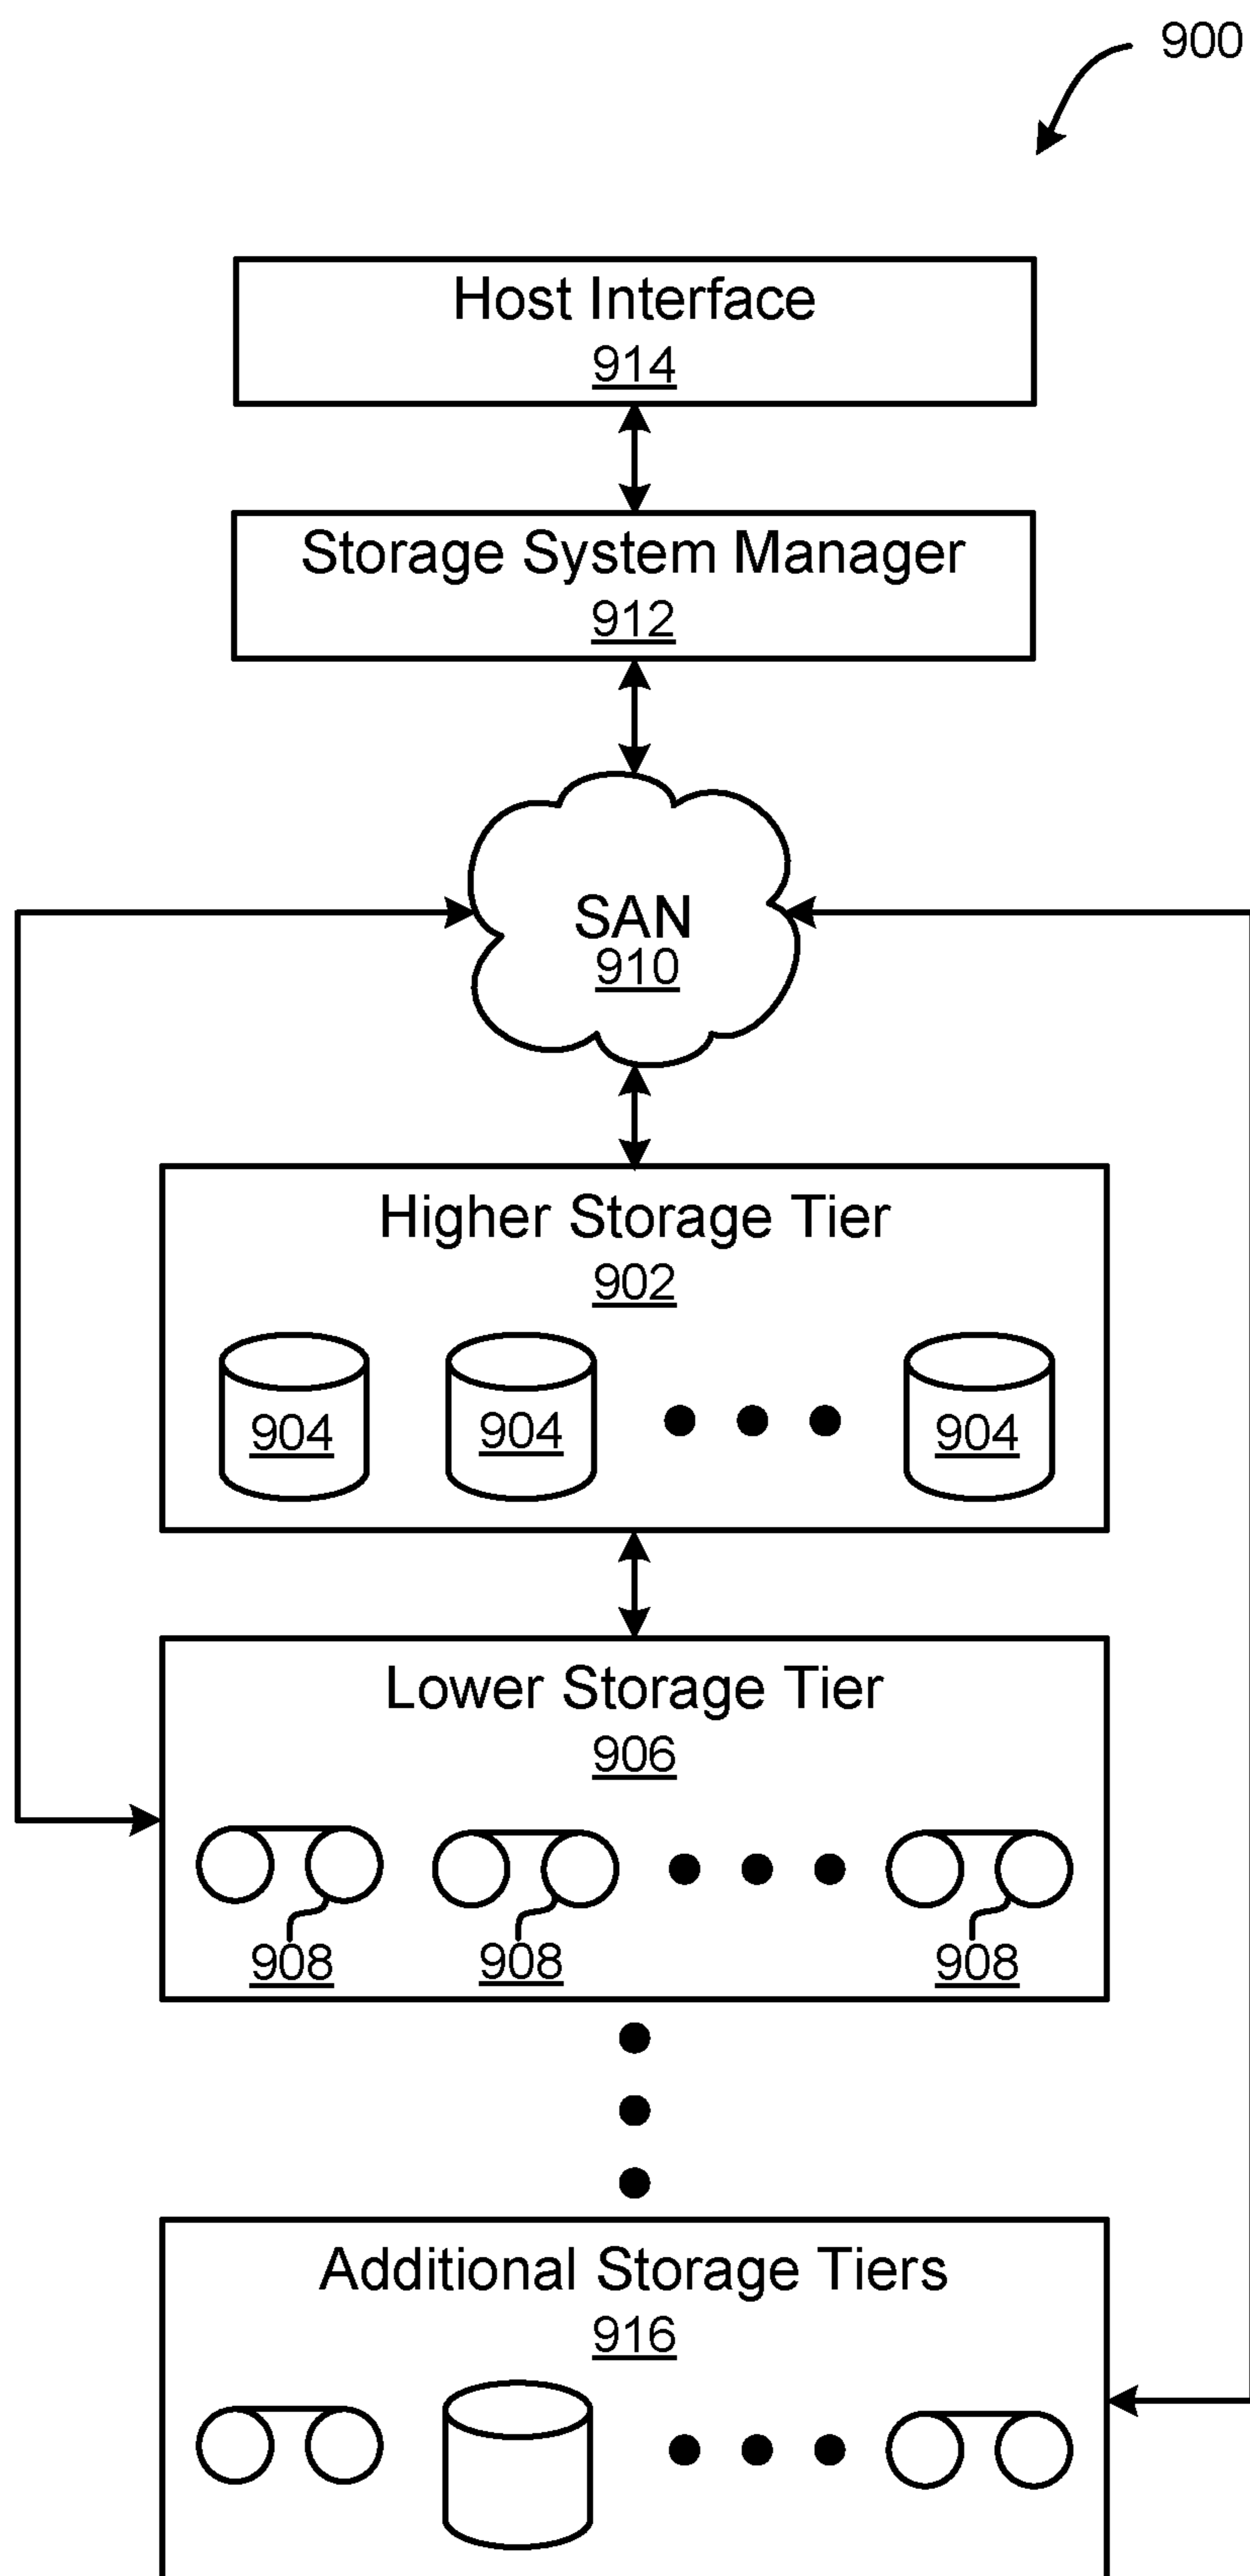 900
Host Interface
914
Storage System Manager
912
SAN
910
Higher Storage Tier
902
904 904 904
Lower Storage Tier
906
908 908 908
Additional Storage Tiers
916